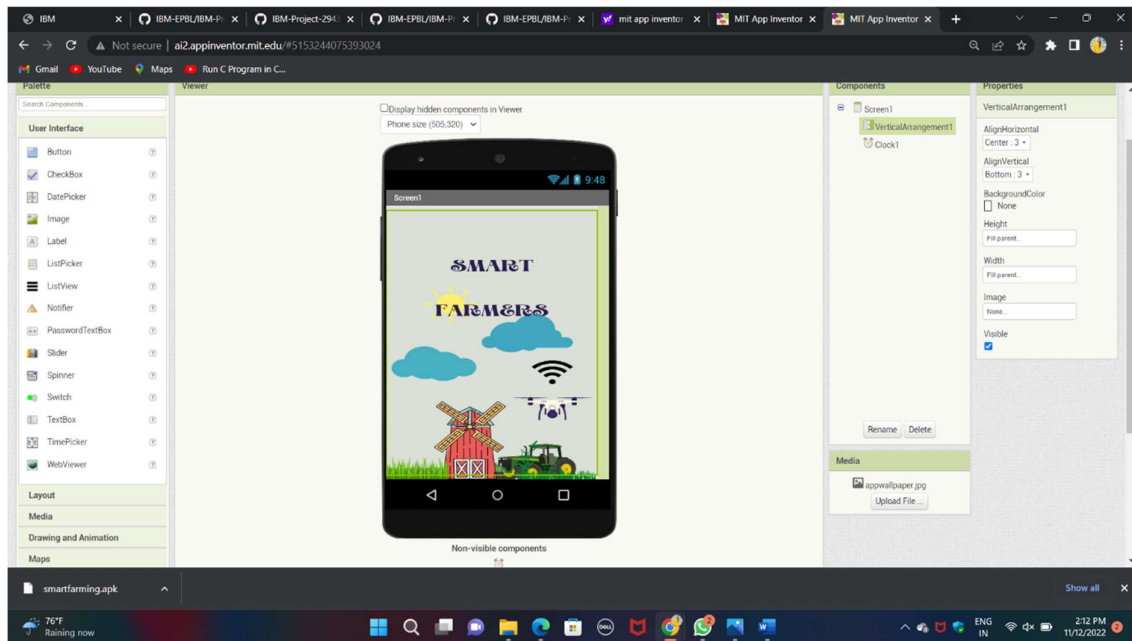 IBM
IBM-EPBL/IBM-Pr
IBM-Project-2943
IBM-EPBL/IBM-Pr
IBM-EPBL/IBM-Pr
mit app inventor
MIT App Inventor
MIT App Inventor
Not secure
ai2.appinventor.mit.edu/#5153244075393024
Gmail
YouTube
Maps
Run C Program in C...
Palette
Search Components...
User Interface
Button
CheckBox
DatePicker
Image
Label
ListPicker
ListView
Notifier
PasswordTextBox
Slider
Spinner
Switch
TextBox
TimePicker
WebViewer
Layout
Media
Drawing and Animation
Maps
Viewer
Display hidden components in Viewer
Phone size (505,320)
9:48
Screen1
SMART
FARMERS
Non-visible components
Components
Screen1
VerticalArrangement1
Clock1
Rename
Delete
Media
appwallpaper.jpg
Upload File ...
Properties
VerticalArrangement1
AlignHorizontal
Center : 3
AlignVertical
Bottom : 3
BackgroundColor
None
Height
Fill parent...
Width
Fill parent...
Image
None...
Visible
smartfarming.apk
Show all
76°F
Raining now
DELL
ENG
IN
2:12 PM
11/12/2022
2